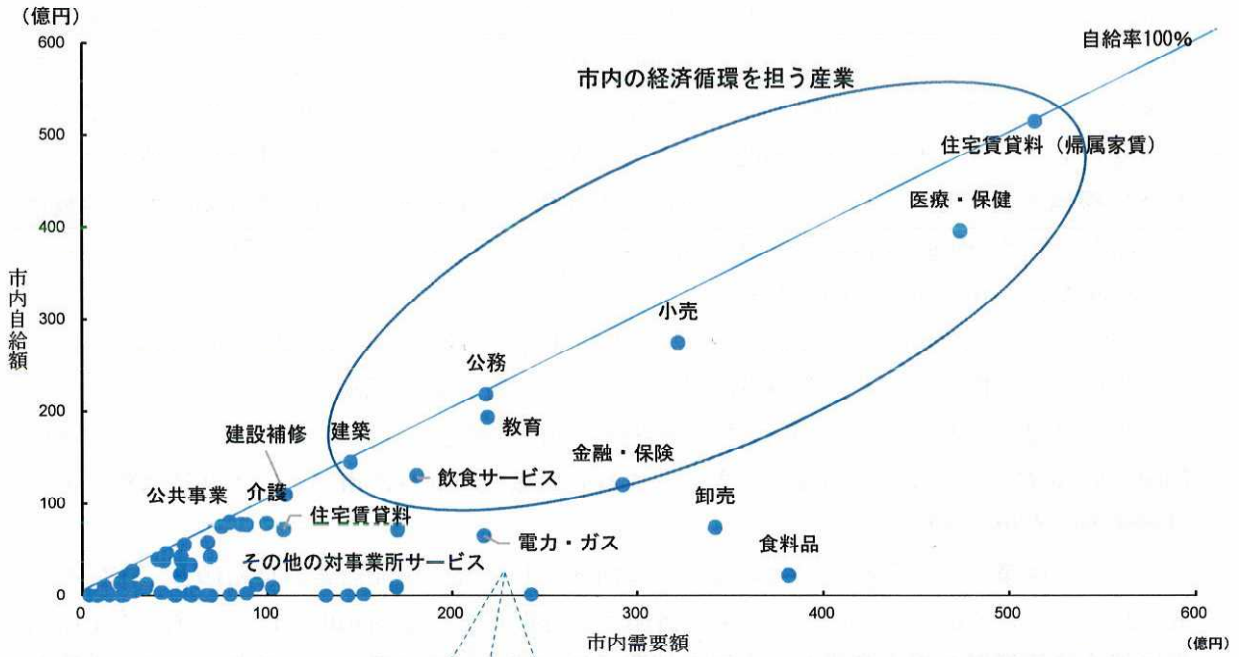 （億円）
600
500
400
300
200
100
0
市内自給額
自給率100%
市内の経済循環を担う産業
住宅賃貸料（帰属家賃）
医療・保健
小売
公務
教育
建設補修
建築
金融・保険
飲食サービス
卸売
公共事業
介護
住宅賃貸料
電力・ガス
食料品
その他の対事業所サービス
0
100
200
300
400
500
600
市内需要額
（億円）